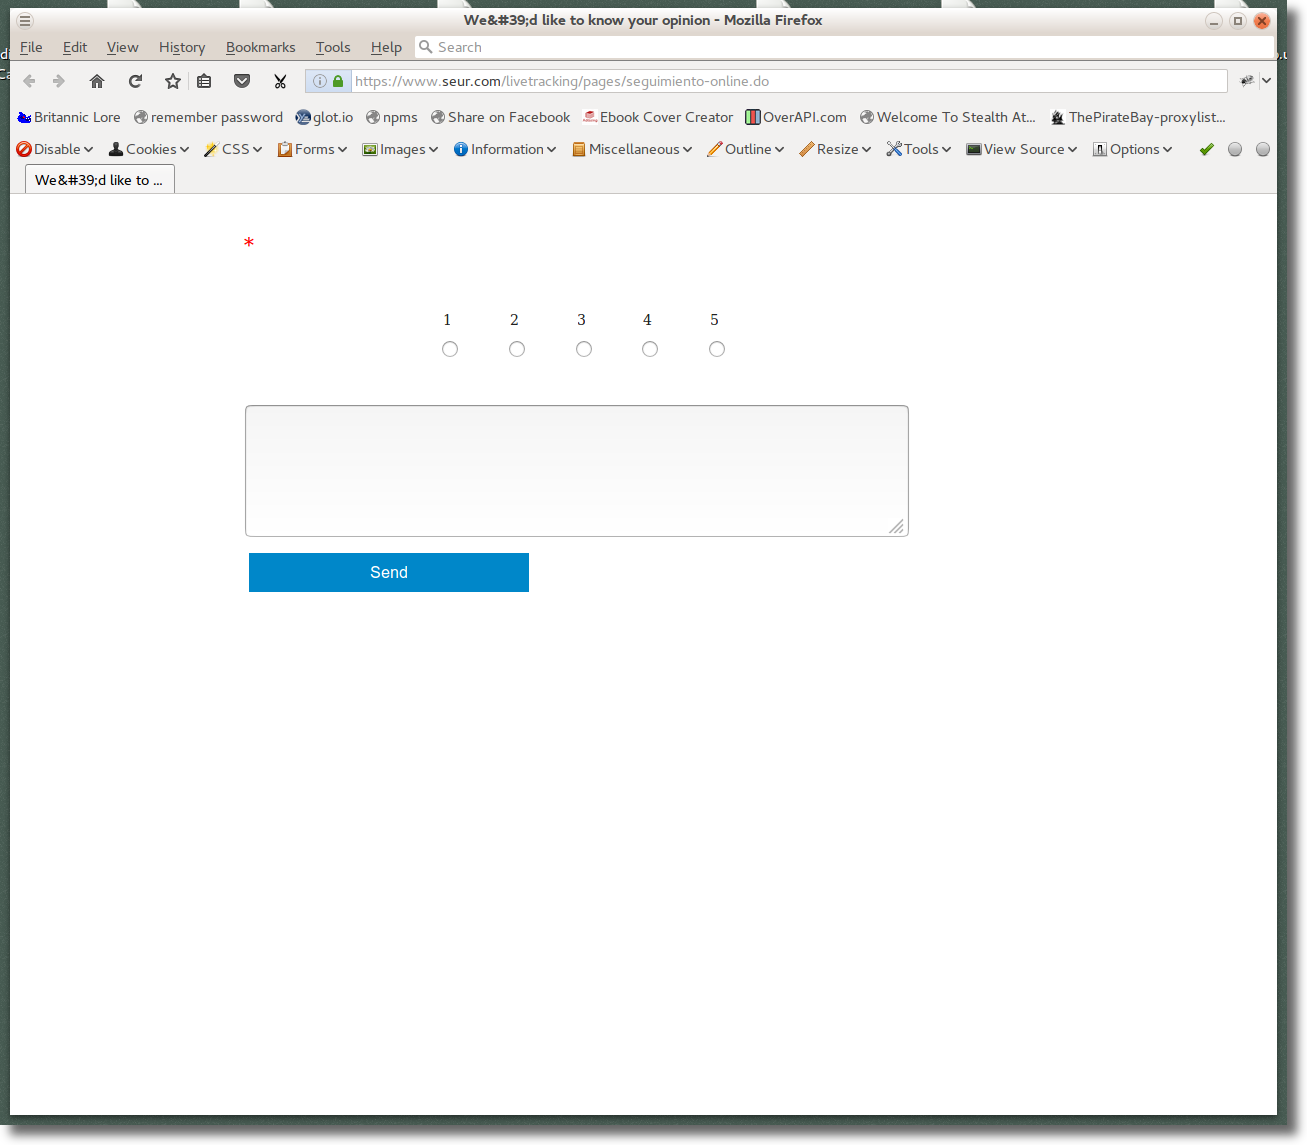 We&#39;d like to know your opinion - Mozilla Firefox
File Edit View History Bookmarks Tools Help Search
https://www.seur.com/livetracking/pages/seguimiento-online.do
Britannic Lore remember password glot.io npms Share on Facebook Ebook Cover Creator OverAPI.com Welcome To Stealth At... ThePirateBay-proxylist...
Disable Cookies CSS Forms Images Information Miscellaneous Outline Resize Tools View Source Options
We&#39;d like to ...
*
1 2 3 4 5
Send